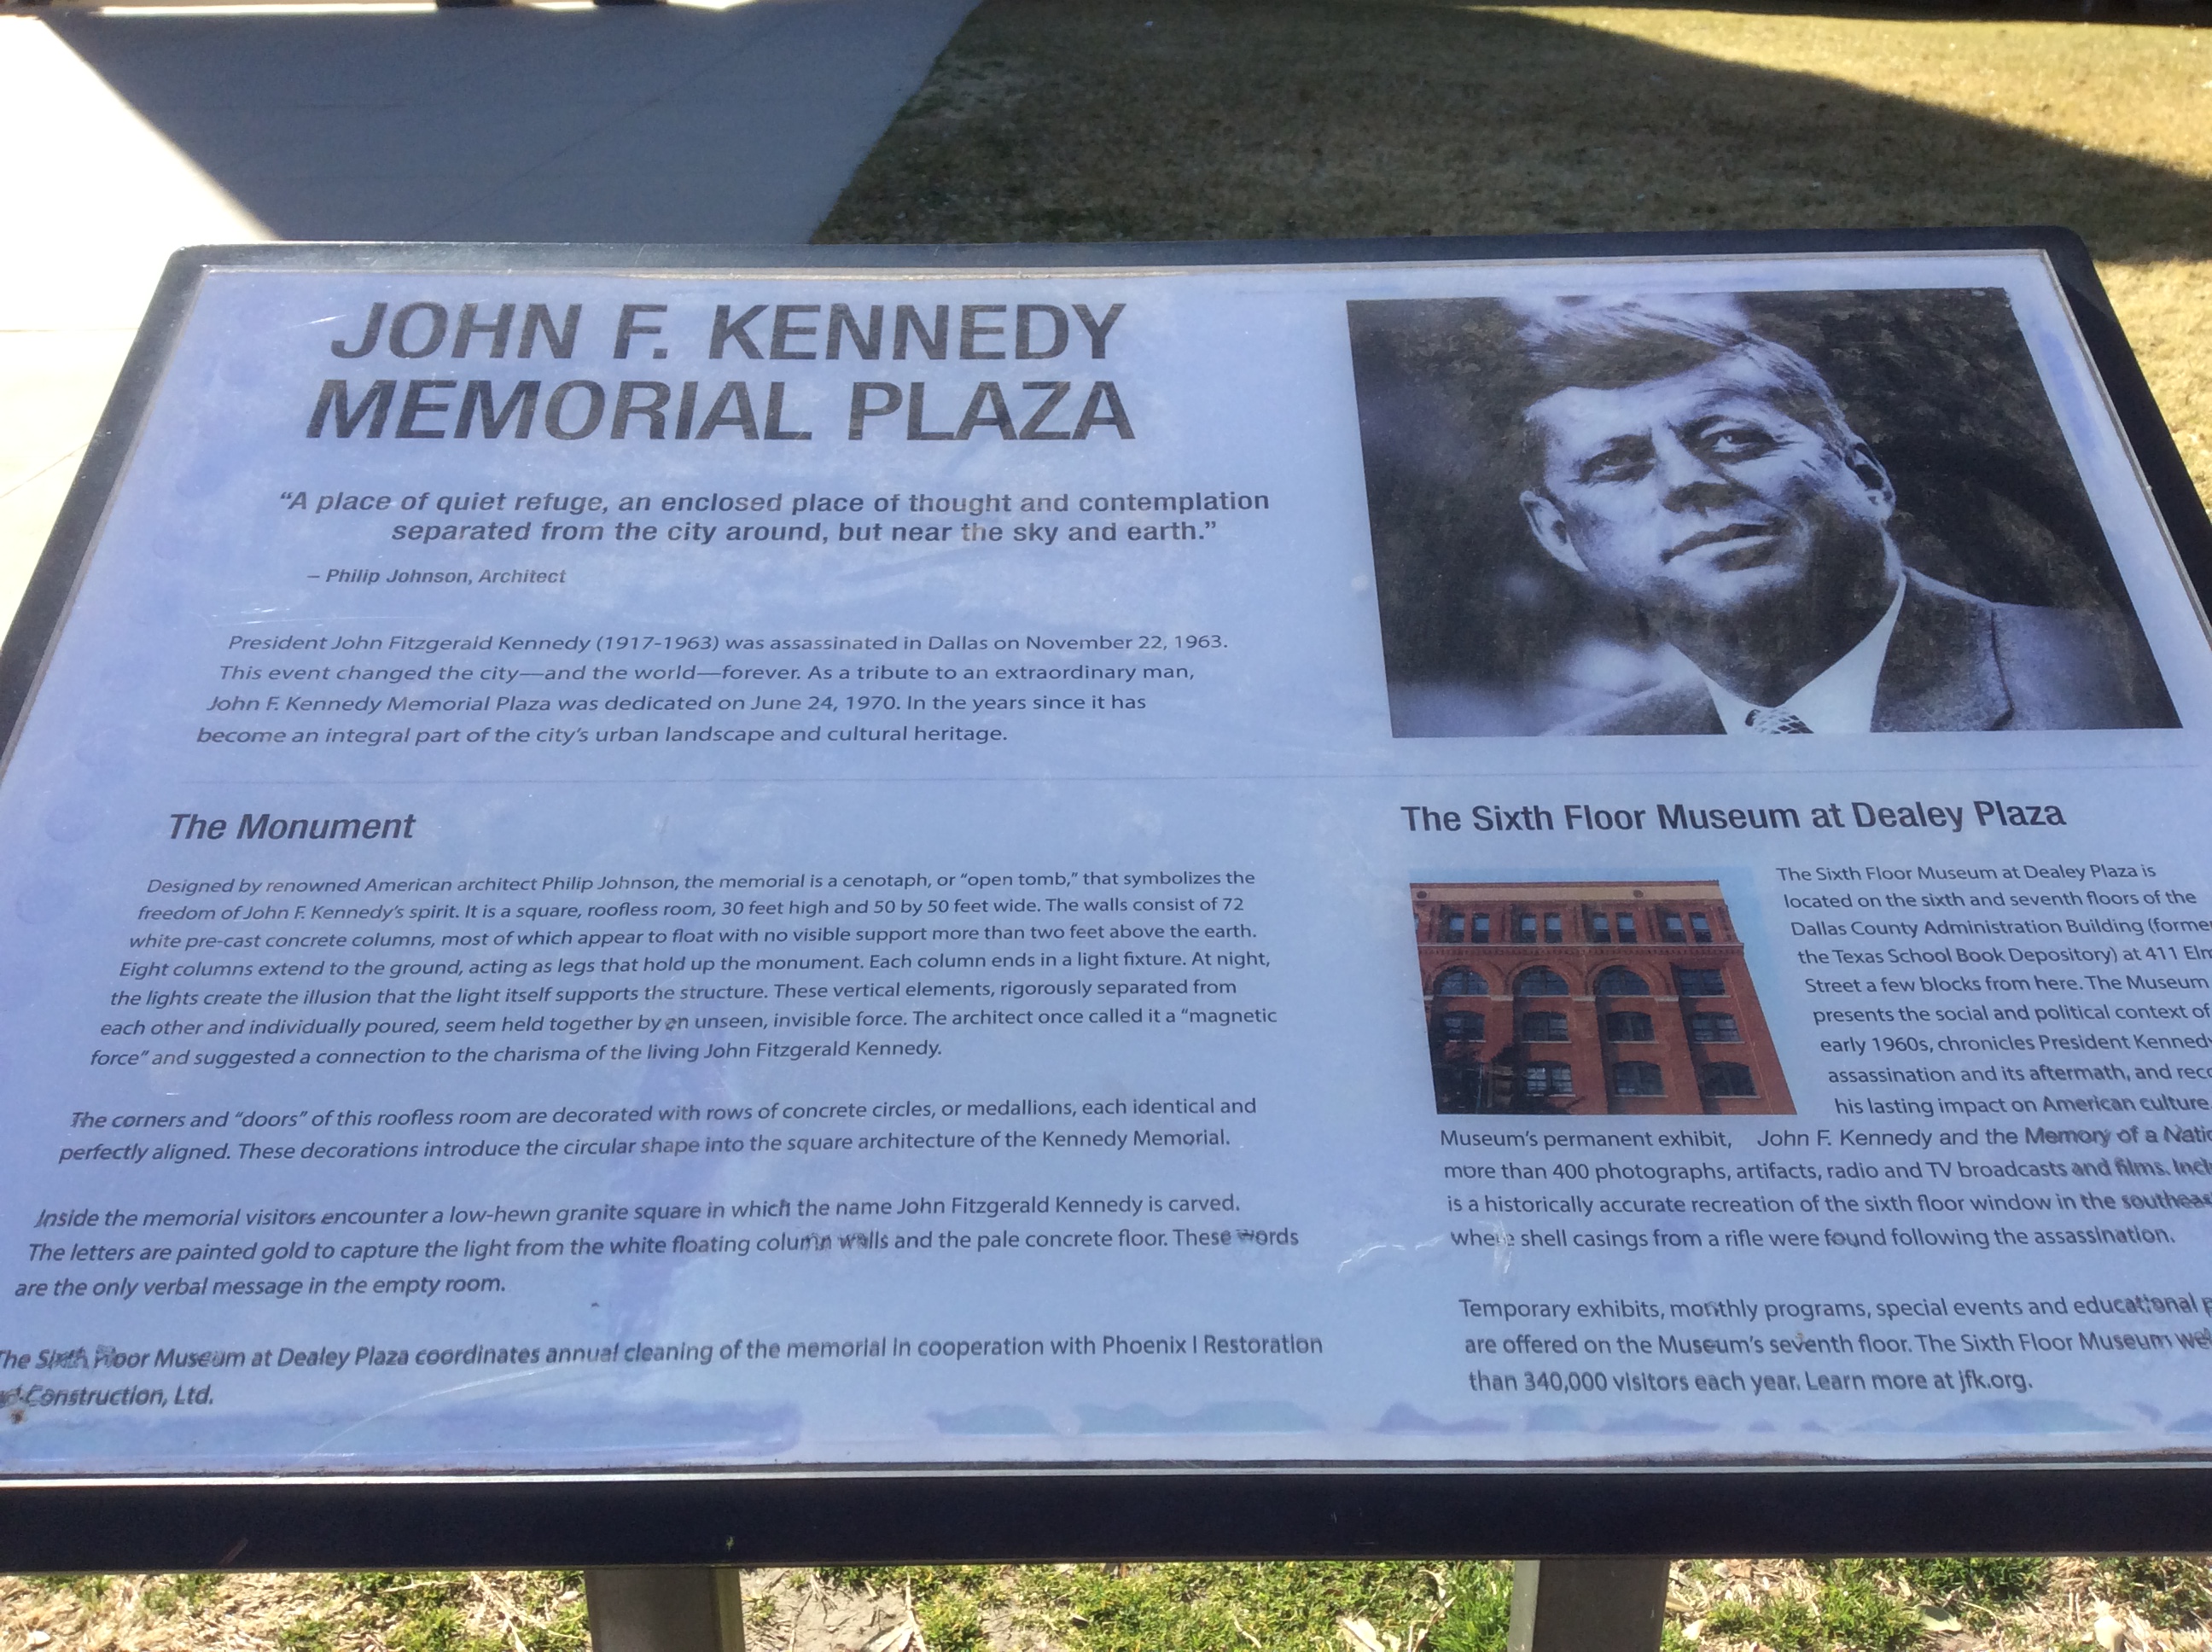 JOHN F. KENNEDY
MEMORIAL PLAZA
“A place of quiet refuge, an enclosed place of thought and contemplation
separated from the city around, but near the sky and earth.”
– Philip Johnson, Architect
President John Fitzgerald Kennedy (1917-1963) was assassinated in Dallas on November 22, 1963.
This event changed the city—and the world—forever. As a tribute to an extraordinary man,
John F. Kennedy Memorial Plaza was dedicated on June 24, 1970. In the years since it has
become an integral part of the city’s urban landscape and cultural heritage.
The Monument
Designed by renowned American architect Philip Johnson, the memorial is a cenotaph, or “open tomb,” that symbolizes the
freedom of John F. Kennedy’s spirit. It is a square, roofless room, 30 feet high and 50 by 50 feet wide. The walls consist of 72
white pre-cast concrete columns, most of which appear to float with no visible support more than two feet above the earth.
Eight columns extend to the ground, acting as legs that hold up the monument. Each column ends in a light fixture. At night,
the lights create the illusion that the light itself supports the structure. These vertical elements, rigorously separated from
each other and individually poured, seem held together by an unseen, invisible force. The architect once called it a “magnetic
force” and suggested a connection to the charisma of the living John Fitzgerald Kennedy.
The corners and “doors” of this roofless room are decorated with rows of concrete circles, or medallions, each identical and
perfectly aligned. These decorations introduce the circular shape into the square architecture of the Kennedy Memorial.
Inside the memorial visitors encounter a low-hewn granite square in which the name John Fitzgerald Kennedy is carved.
The letters are painted gold to capture the light from the white floating column walls and the pale concrete floor. These words
are the only verbal message in the empty room.
The Sixth Floor Museum at Dealey Plaza coordinates annual cleaning of the memorial in cooperation with Phoenix I Restoration
Construction, Ltd.
The Sixth Floor Museum at Dealey Plaza
The Sixth Floor Museum at Dealey Plaza is
located on the sixth and seventh floors of the
Dallas County Administration Building
the Texas School Book Depository) at 411
Street a few blocks from here. The Museum
presents the social and political context of
early 1960s, chronicles President
assassination and its aftermath, and
his lasting impact on American culture.
Museum’s permanent exhibit, John F. Kennedy and the Memory of a
more than 400 photographs, artifacts, radio and TV broadcasts and films.
is a historically accurate recreation of the sixth floor window in the
where shell casings from a rifle were found following the assassination.
Temporary exhibits, monthly programs, special events and educational
are offered on the Museum’s seventh floor. The Sixth Floor Museum
than 340,000 visitors each year. Learn more at jfk.org.